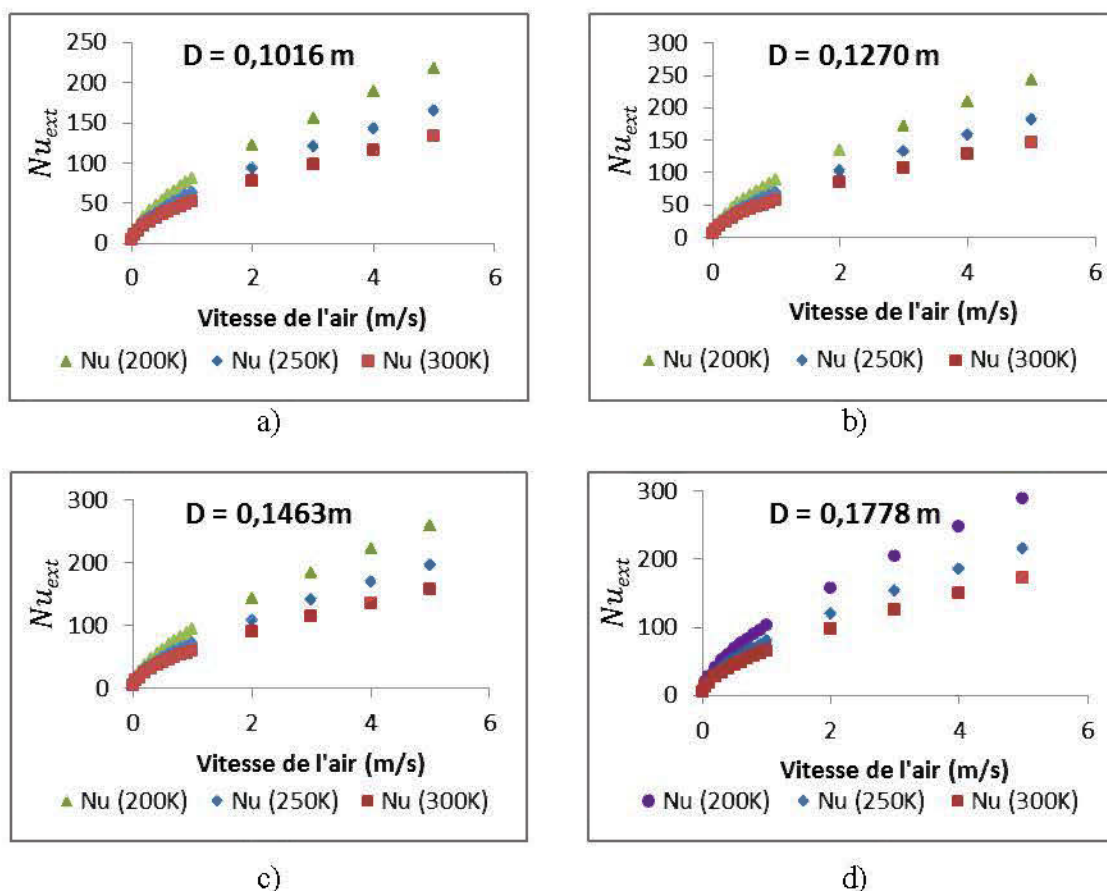 D = 0,1016 m
250
200
150
100
50
0
Nu_ext
0 2 4 6
Vitesse de l'air (m/s)
Nu (200K) Nu (250K) Nu (300K)
a)
D = 0,1270 m
300
250
200
150
100
50
0
Nu_ext
0 2 4 6
Vitesse de l'air (m/s)
Nu (200K) Nu (250K) Nu (300K)
b)
D = 0,1463m
300
200
100
0
Nu_ext
0 2 4 6
Vitesse de l'air (m/s)
Nu (200K) Nu (250K) Nu (300K)
c)
D = 0,1778 m
300
200
100
0
Nu_ext
0 2 4 6
Vitesse de l'air (m/s)
Nu (200K) Nu (250K) Nu (300K)
d)